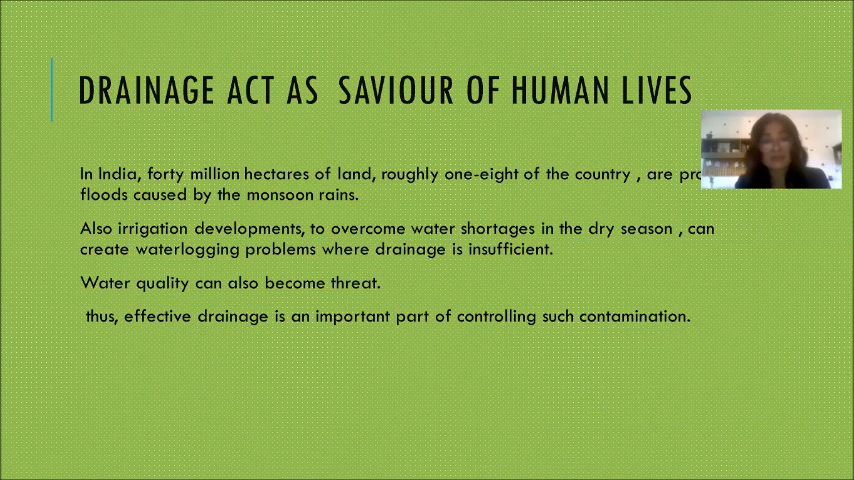 DRAINAGE ACT AS SAVIOUR OF HUMAN LIVES
In India, forty million hectares of land, roughly one-eight of the country , are
floods caused by the monsoon rains.
Also irrigation developments, to overcome water shortages in the dry season , can
create waterlogging problems where drainage is insufficient.
Water quality can also become threat.
thus, effective drainage is an important part of controlling such contamination.